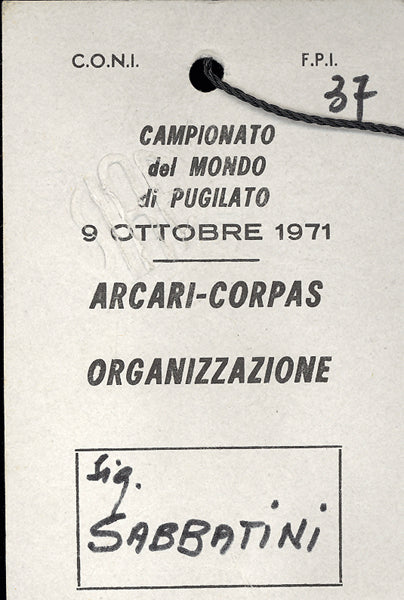 C.O.N.I. F.P.I.
37
CAMPIONATO
del MONDO
di PUGILATO
9 OTTOBRE 1971
ARCARI-CORPAS
ORGANIZZAZIONE
Sig.
SABBATINI